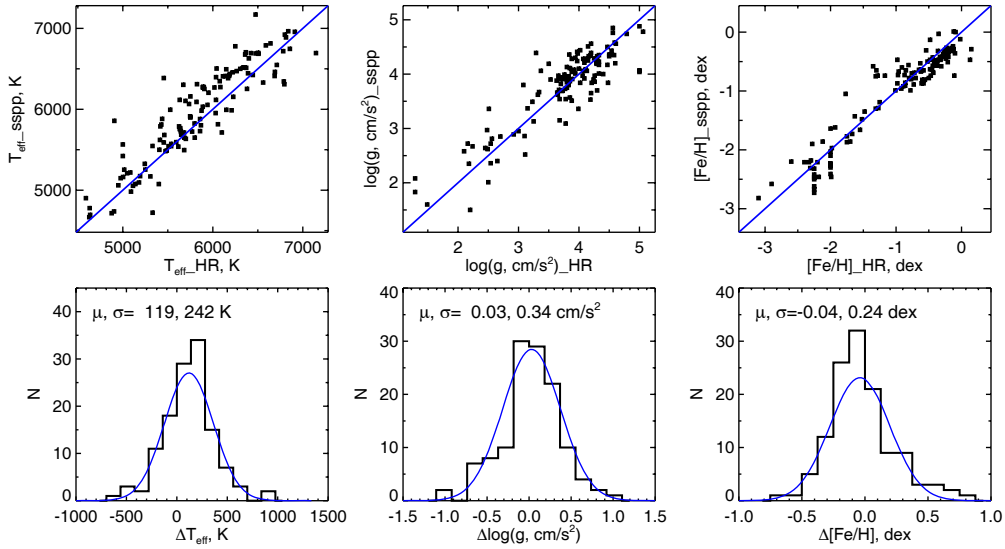 T_eff_sspp, K
7000
6000
5000
5000 6000 7000
T_eff_HR, K
log(g, cm/s²)_sspp
5
4
3
2
2 3 4 5
log(g, cm/s²)_HR
[Fe/H]_sspp, dex
0
-1
-2
-3
-3 -2 -1 0
[Fe/H]_HR, dex
N
40
30
20
10
0
μ, σ= 119, 242 K
-1000 -500 0 500 1000 1500
ΔT_eff, K
N
40
30
20
10
0
μ, σ= 0.03, 0.34 cm/s²
-1.5 -1.0 -0.5 0.0 0.5 1.0 1.5
Δlog(g, cm/s²)
N
40
30
20
10
0
μ, σ=-0.04, 0.24 dex
-1.0 -0.5 0.0 0.5 1.0
Δ[Fe/H], dex